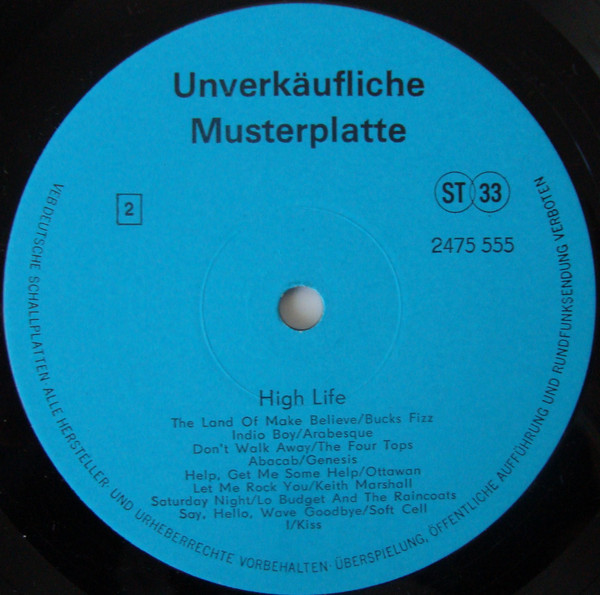 Unverkäufliche
Musterplatte
2
ST 33
2475 555
High Life
The Land Of Make Believe/Bucks Fizz
Indio Boy/Arabesque
Don't Walk Away/The Four Tops
Abacab/Genesis
Help, Get Me Some Help/Ottawan
Let Me Rock You/Keith Marshall
Saturday Night/Lo Budget And The Raincoats
Say, Hello, Wave Goodbye/Soft Cell
I/Kiss
VEB DEUTSCHE SCHALLPLATTEN·ALLE HERSTELLER- UND URHEBERRECHTE VORBEHALTEN·ÜBERSPIELUNG, ÖFFENTLICHE AUFFÜHRUNG UND RUNDFUNKSENDUNG VERBOTEN